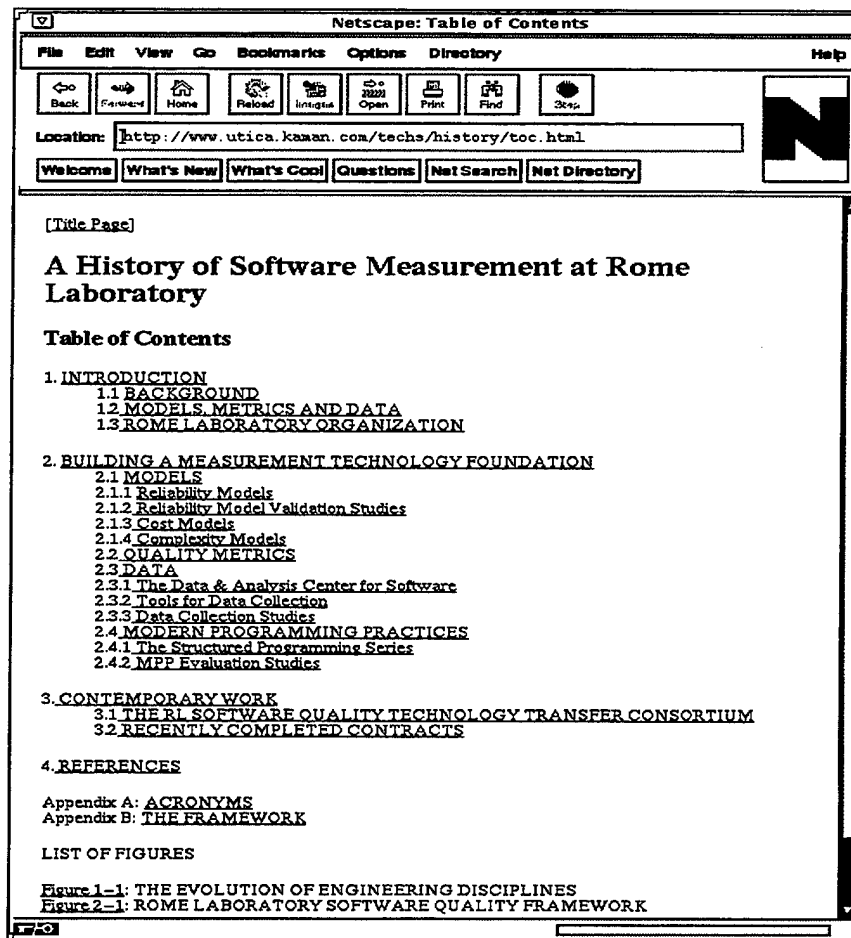 Netscape: Table of Contents
File Edit View Go Bookmarks Options Directory Help
Back Forward Home Reload Images Open Print Find Stop
Location: http://www.utica.kaman.com/techs/history/toc.html
Welcome What's New What's Cool Questions Net Search Net Directory
N
[Title Page]
A History of Software Measurement at Rome
Laboratory
Table of Contents
1. INTRODUCTION
1.1 BACKGROUND
1.2 MODELS, METRICS AND DATA
1.3 ROME LABORATORY ORGANIZATION
2. BUILDING A MEASUREMENT TECHNOLOGY FOUNDATION
2.1 MODELS
2.1.1 Reliability Models
2.1.2 Reliability Model Validation Studies
2.1.3 Cost Models
2.1.4 Complexity Models
2.2 QUALITY METRICS
2.3 DATA
2.3.1 The Data & Analysis Center for Software
2.3.2 Tools for Data Collection
2.3.3 Data Collection Studies
2.4 MODERN PROGRAMMING PRACTICES
2.4.1 The Structured Programming Series
2.4.2 MPP Evaluation Studies
3. CONTEMPORARY WORK
3.1 THE RL SOFTWARE QUALITY TECHNOLOGY TRANSFER CONSORTIUM
3.2 RECENTLY COMPLETED CONTRACTS
4. REFERENCES
Appendix A: ACRONYMS
Appendix B: THE FRAMEWORK
LIST OF FIGURES
Figure 1–1: THE EVOLUTION OF ENGINEERING DISCIPLINES
Figure 2–1: ROME LABORATORY SOFTWARE QUALITY FRAMEWORK